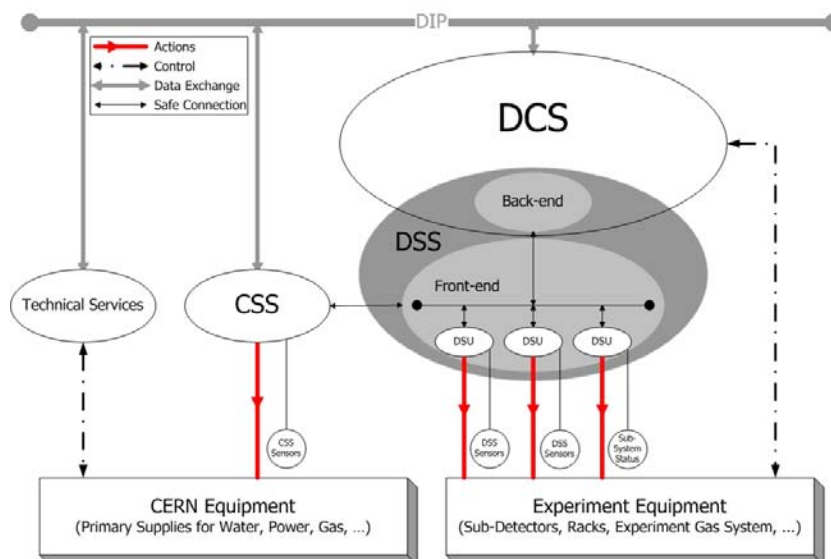 DIP
Actions
Control
Data Exchange
Safe Connection
DCS
Back-end
DSS
Front-end
Technical Services
CSS
DSU
DSU
DSU
CSS
Sensors
DSS
Sensors
DSS
Sensors
Sub-
System
Status
CERN Equipment
(Primary Supplies for Water, Power, Gas, ...)
Experiment Equipment
(Sub-Detectors, Racks, Experiment Gas System, ...)